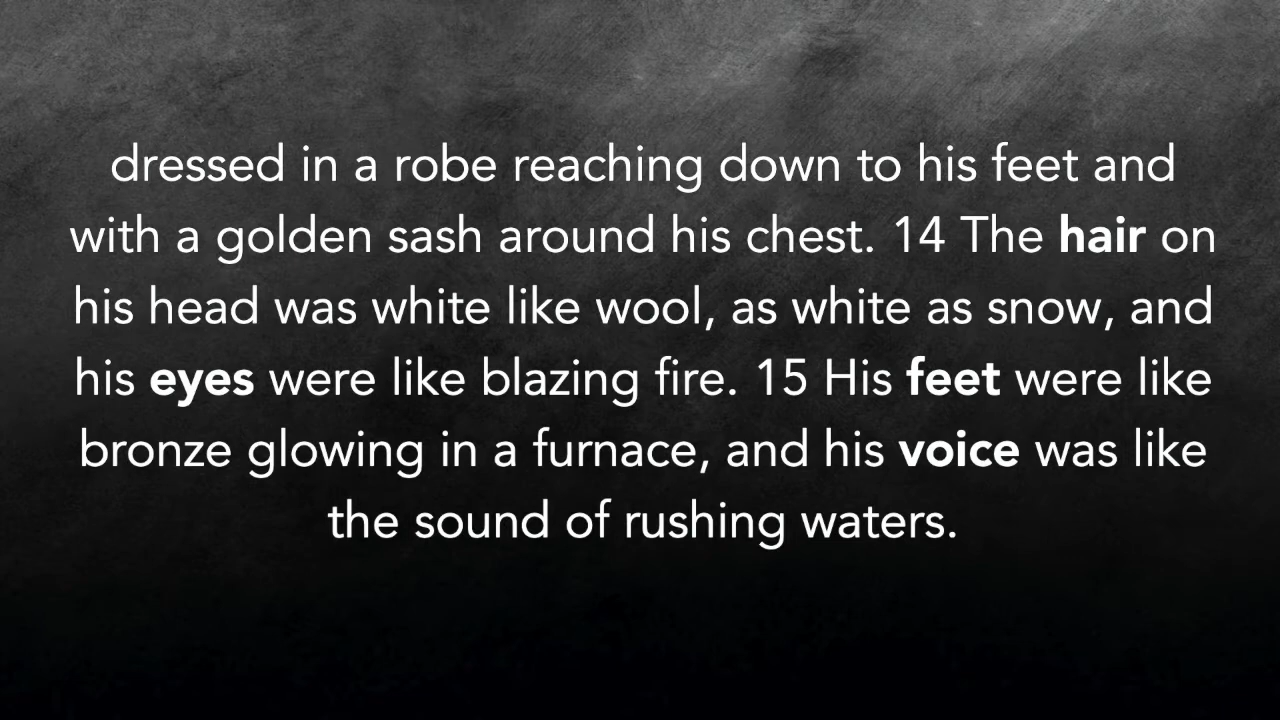 dressed in a robe reaching down to his feet and
with a golden sash around his chest. 14 The hair on
his head was white like wool, as white as snow, and
his eyes were like blazing fire. 15 His feet were like
bronze glowing in a furnace, and his voice was like
the sound of rushing waters.